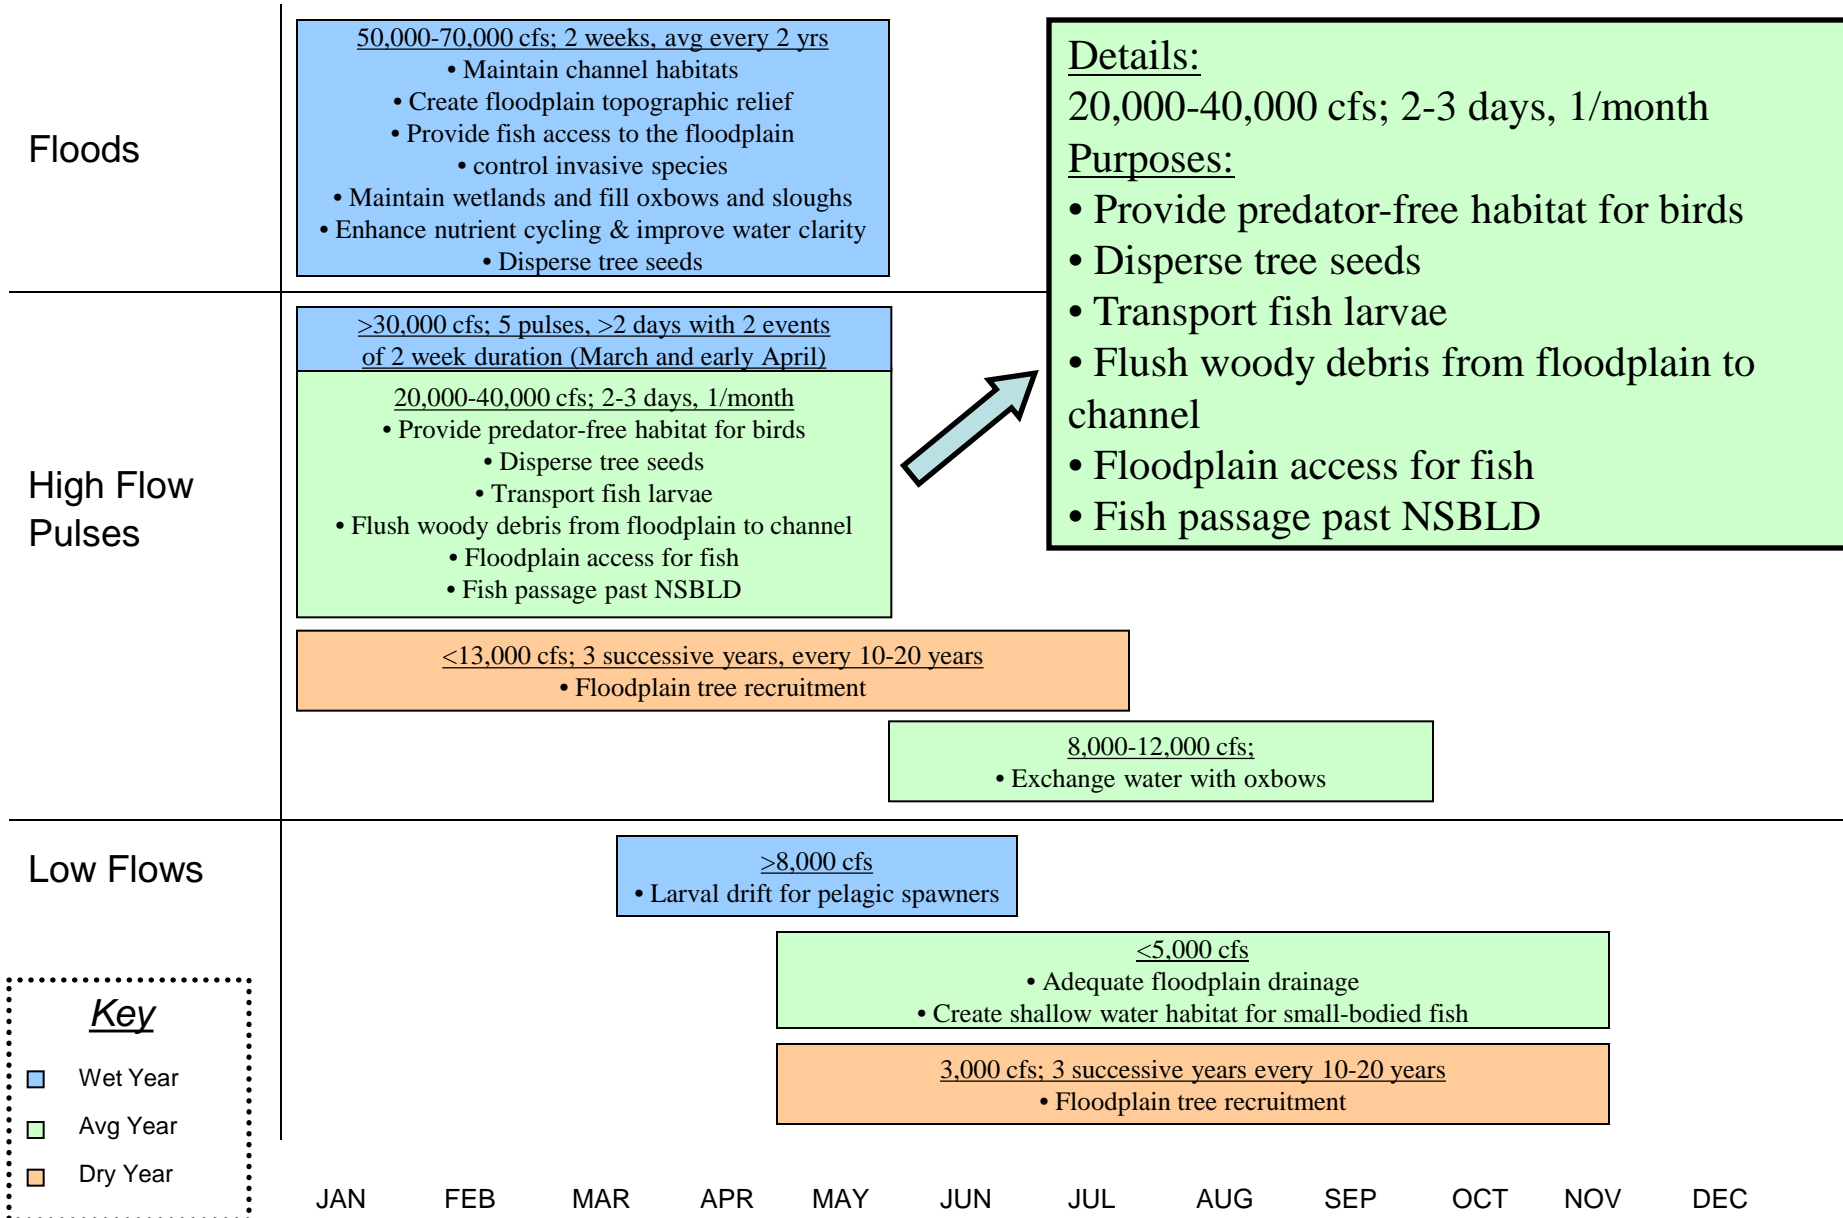 Floods
50,000-70,000 cfs; 2 weeks, avg every 2 yrs
• Maintain channel habitats
• Create floodplain topographic relief
• Provide fish access to the floodplain
• control invasive species
• Maintain wetlands and fill oxbows and sloughs
• Enhance nutrient cycling & improve water clarity
• Disperse tree seeds
Details:
20,000-40,000 cfs; 2-3 days, 1/month
Purposes:
• Provide predator-free habitat for birds
• Disperse tree seeds
• Transport fish larvae
• Flush woody debris from floodplain to
channel
• Floodplain access for fish
• Fish passage past NSBLD
High Flow
Pulses
>30,000 cfs; 5 pulses, >2 days with 2 events
of 2 week duration (March and early April)
20,000-40,000 cfs; 2-3 days, 1/month
• Provide predator-free habitat for birds
• Disperse tree seeds
• Transport fish larvae
• Flush woody debris from floodplain to channel
• Floodplain access for fish
• Fish passage past NSBLD
<13,000 cfs; 3 successive years, every 10-20 years
• Floodplain tree recruitment
8,000-12,000 cfs;
• Exchange water with oxbows
Low Flows
>8,000 cfs
• Larval drift for pelagic spawners
<5,000 cfs
• Adequate floodplain drainage
• Create shallow water habitat for small-bodied fish
3,000 cfs; 3 successive years every 10-20 years
• Floodplain tree recruitment
Key
Wet Year
Avg Year
Dry Year
JAN FEB MAR APR MAY JUN JUL AUG SEP OCT NOV DEC